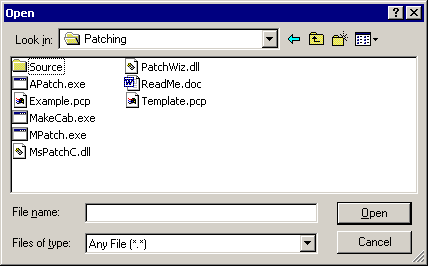 Open
Look in: Patching
Source
APatch.exe
Example.pcp
MakeCab.exe
MPatch.exe
MsPatchC.dll
PatchWiz.dll
ReadMe.doc
Template.pcp
File name:
Open
Files of type: Any File (*.*)
Cancel